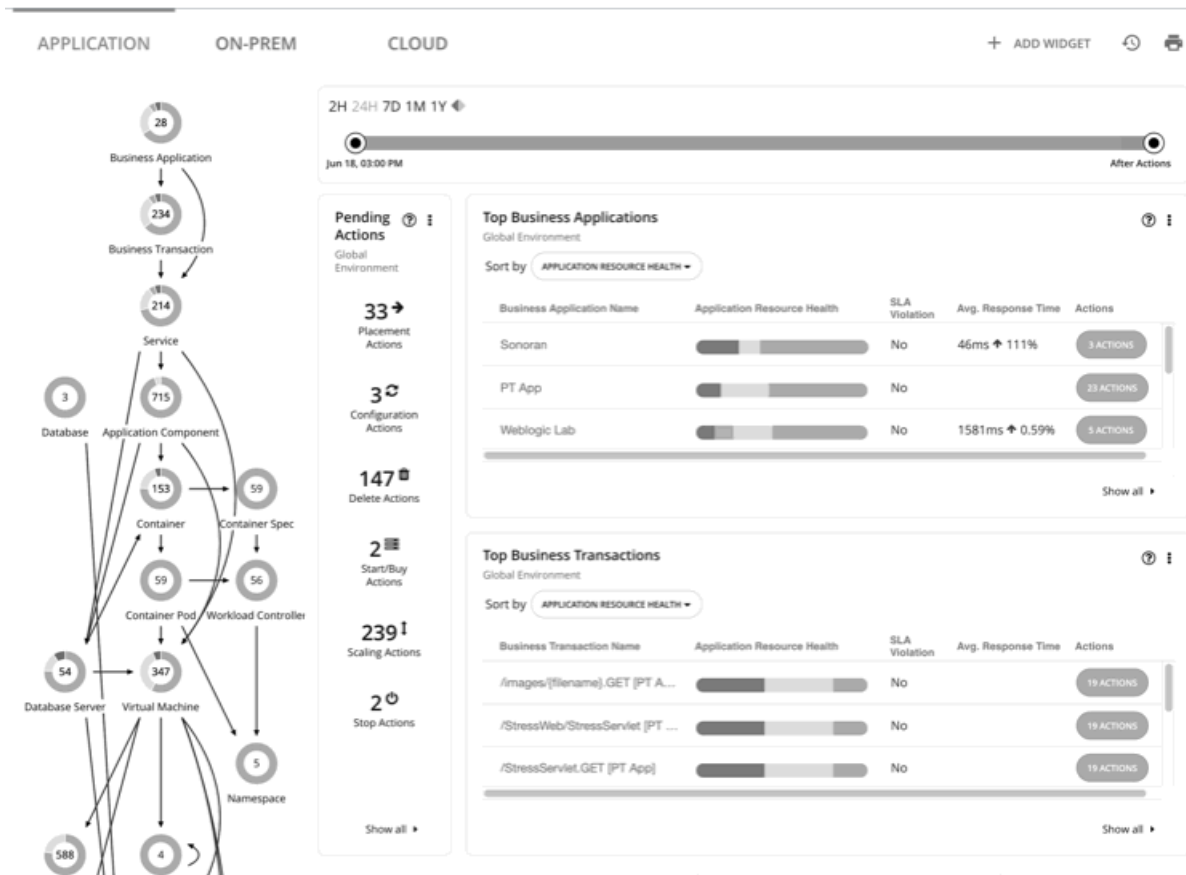 APPLICATION ON-PREM CLOUD
+ ADD WIDGET
28
Business Application
234
Business Transaction
214
Service
3
Database
715
Application Component
153
Container
59
Container Spec
59
Container Pod
56
Workload Controller
54
Database Server
347
Virtual Machine
5
Namespace
588
4
2H 24H 7D 1M 1Y
Jun 18, 03:00 PM
After Actions
Pending
Actions
Global
Environment
33
Placement
Actions
3
Configuration
Actions
147
Delete Actions
2
Start/Buy
Actions
239
Scaling Actions
2
Stop Actions
Show all
Top Business Applications
Global Environment
Sort by APPLICATION RESOURCE HEALTH
Business Application Name Application Resource Health SLA Violation Avg. Response Time Actions
Sonoran No 46ms 111% 3 ACTIONS
PT App No 23 ACTIONS
Weblogic Lab No 1581ms 0.59% 5 ACTIONS
Show all
Top Business Transactions
Global Environment
Sort by APPLICATION RESOURCE HEALTH
Business Transaction Name Application Resource Health SLA Violation Avg. Response Time Actions
/images/{filename}.GET [PT A... No 19 ACTIONS
/StressWeb/StressServlet [PT ... No 19 ACTIONS
/StressServlet.GET [PT App] No 19 ACTIONS
Show all